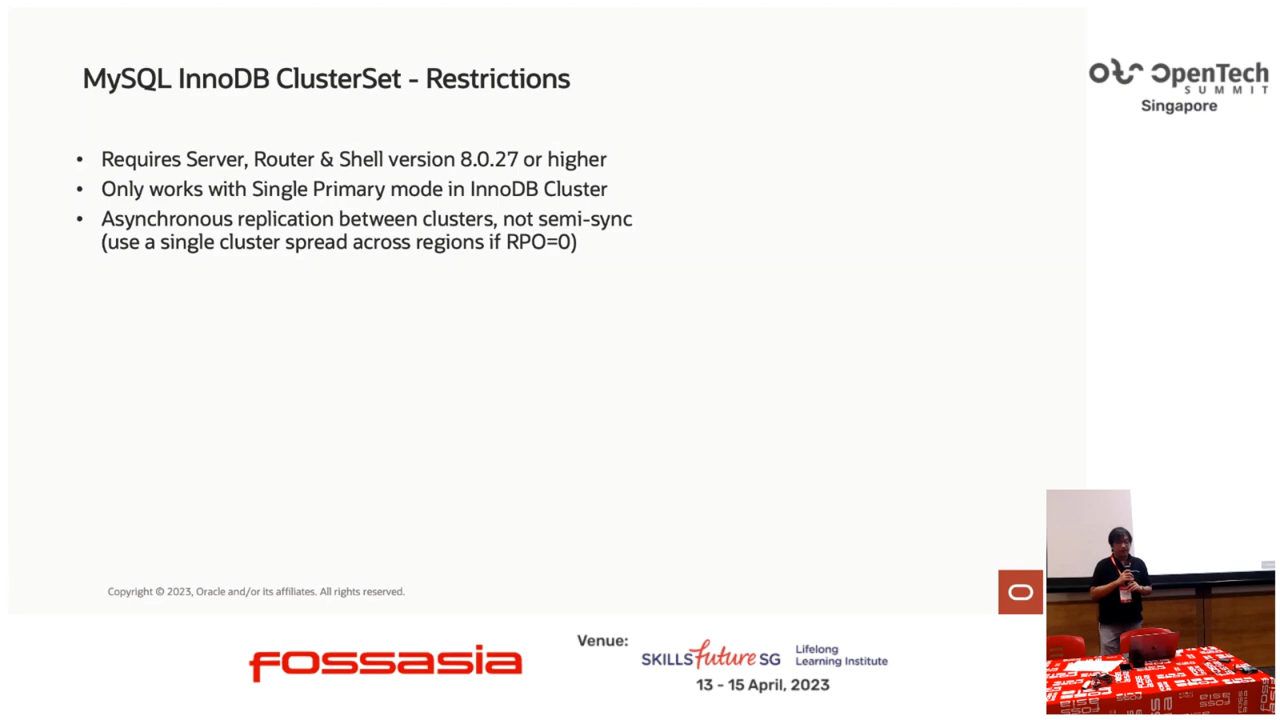 MySQL InnoDB ClusterSet - Restrictions
• Requires Server, Router & Shell version 8.0.27 or higher
• Only works with Single Primary mode in InnoDB Cluster
• Asynchronous replication between clusters, not semi-sync
(use a single cluster spread across regions if RPO=0)
Copyright © 2023, Oracle and/or its affiliates. All rights reserved.
OpenTech
SUMMIT
Singapore
fossasia
Venue:
SKILLSfuture SG
Lifelong
Learning Institute
13 - 15 April, 2023